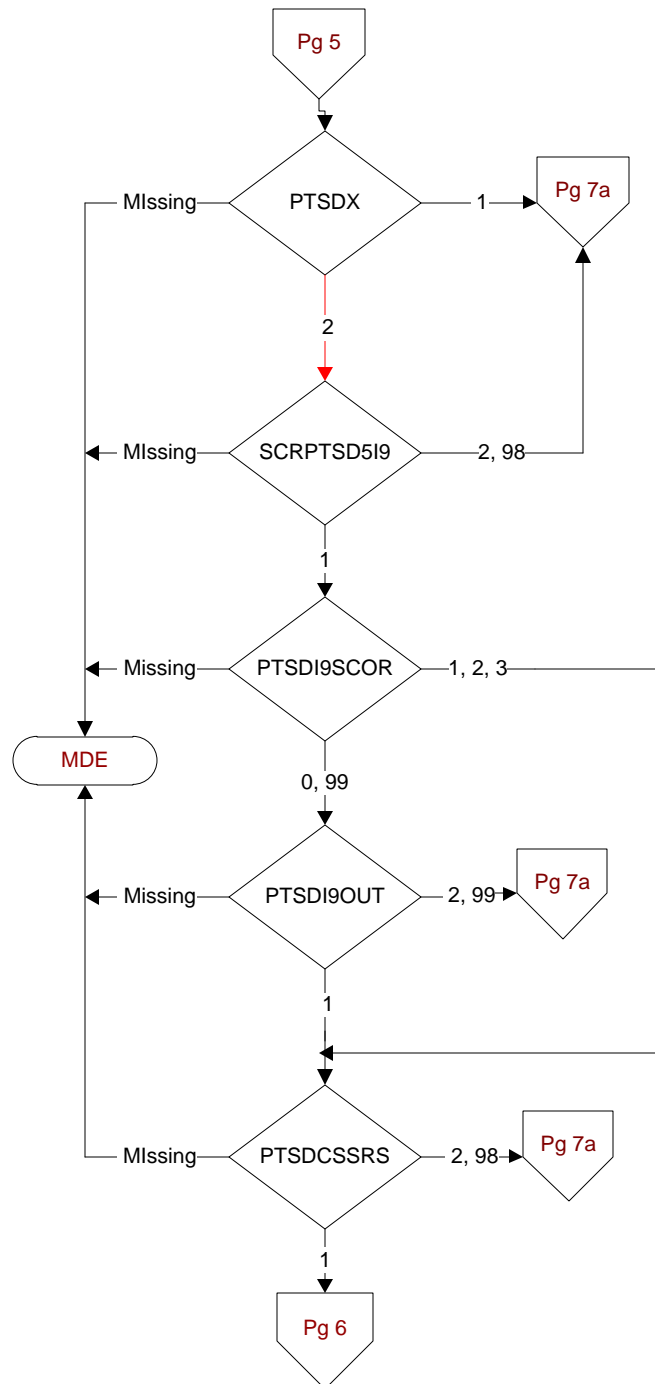 Pg 5
MIssing
PTSDX
1
Pg 7a
2
MIssing
SCRPTSD5I9
2, 98
1
Missing
PTSDI9SCOR
1, 2, 3
MDE
0, 99
Missing
PTSDI9OUT
2, 99
Pg 7a
1
MIssing
PTSDCSSRS
2, 98
Pg 7a
1
Pg 6